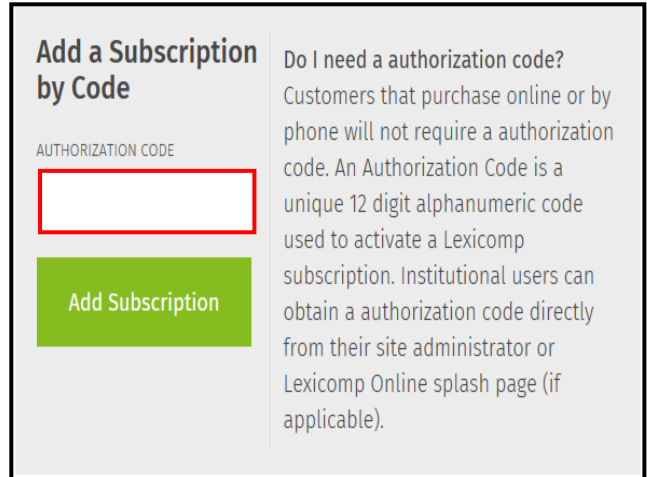 Add a Subscription
by Code
AUTHORIZATION CODE
Add Subscription
Do I need a authorization code?
Customers that purchase online or by
phone will not require a authorization
code. An Authorization Code is a
unique 12 digit alphanumeric code
used to activate a Lexicomp
subscription. Institutional users can
obtain a authorization code directly
from their site administrator or
Lexicomp Online splash page (if
applicable).